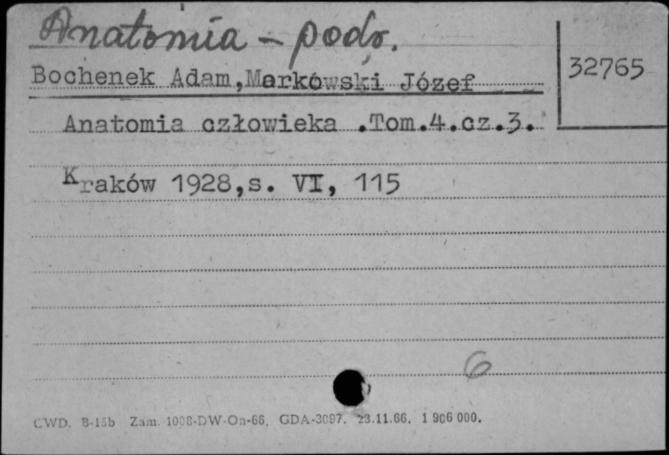 Anatomia - podr.
Bochenek Adam,Markowski Józef
32765
Anatomia człowieka .Tom.4.cz.3.
Kraków 1928,s. VI, 115
6
CWD. B-15b Zam. 1008-DW-On-66, GDA-3097. 23.11.66. 1 906 000.